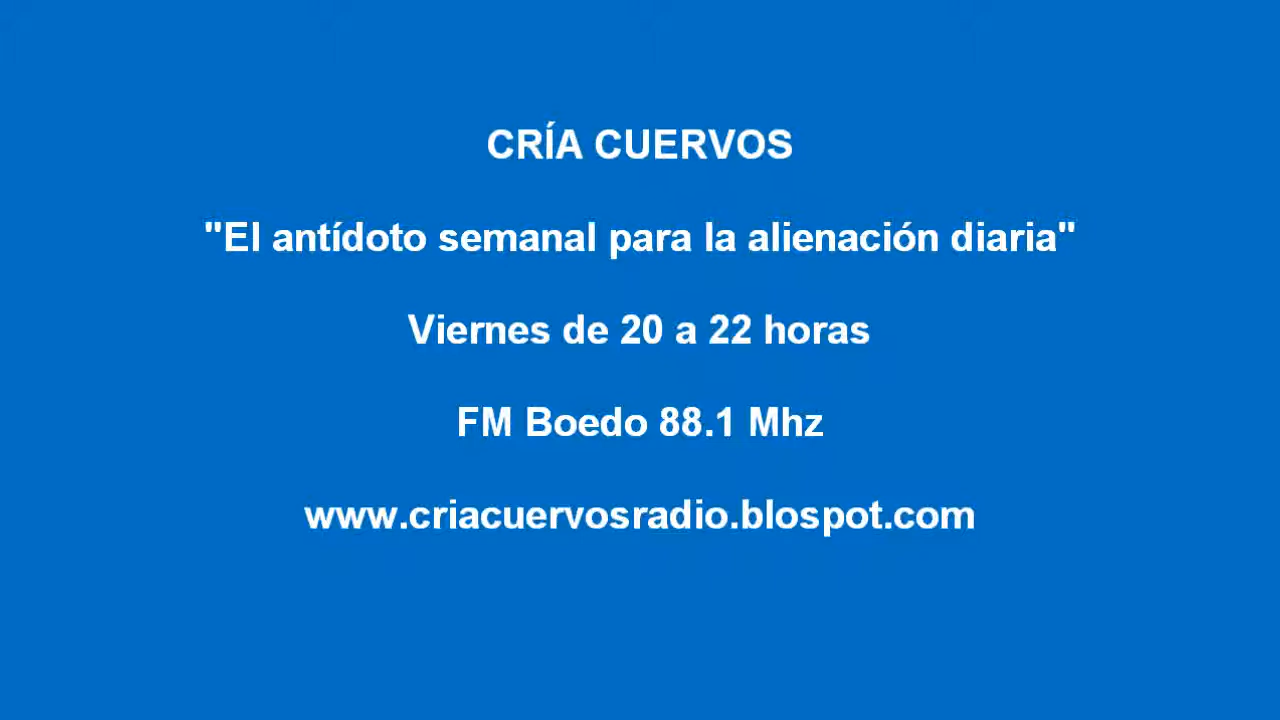 CRÍA CUERVOS
"El antídoto semanal para la alienación diaria"
Viernes de 20 a 22 horas
FM Boedo 88.1 Mhz
www.criacuervosradio.blospot.com